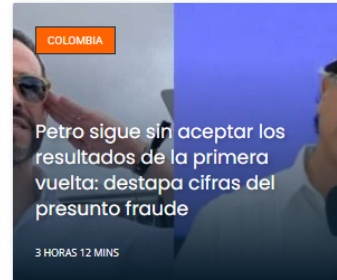 COLOMBIA
Petro sigue sin aceptar los
resultados de la primera
vuelta: destapa cifras del
presunto fraude
3 HORAS 12 MINS